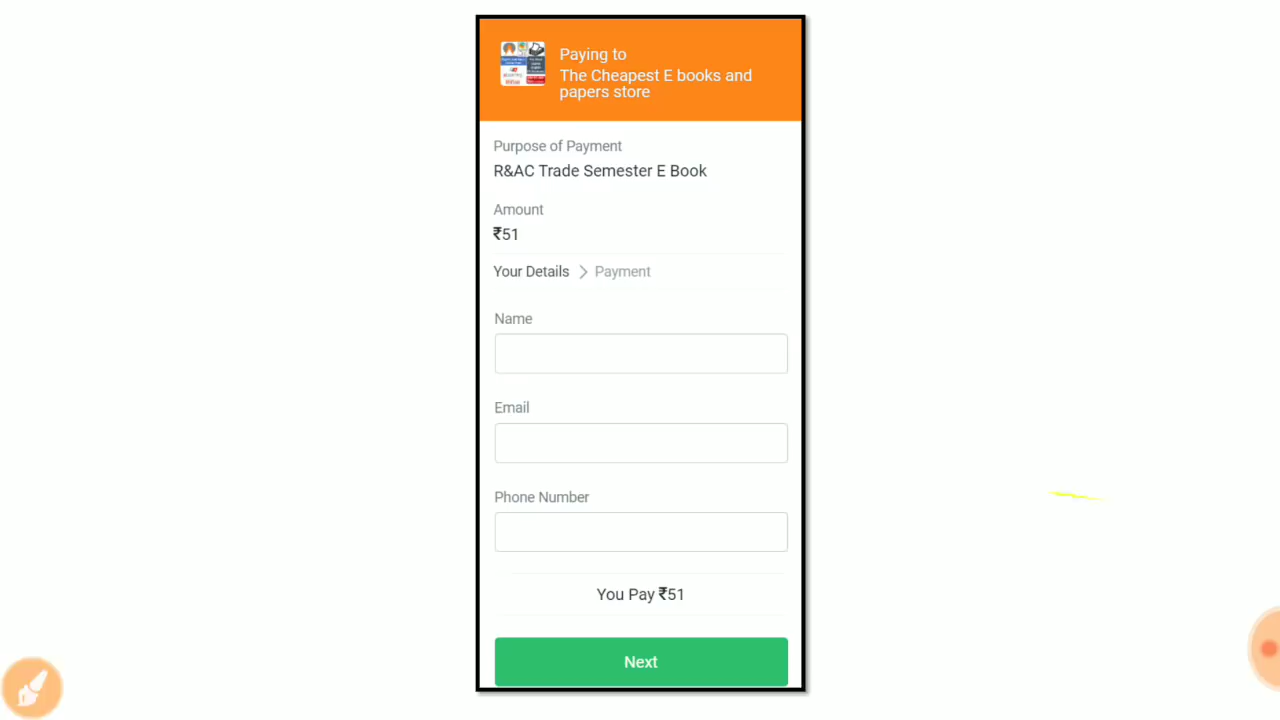 Paying to
The Cheapest E books and
papers store
Purpose of Payment
R&AC Trade Semester E Book
Amount
₹51
Your Details > Payment
Name
Email
Phone Number
You Pay ₹51
Next